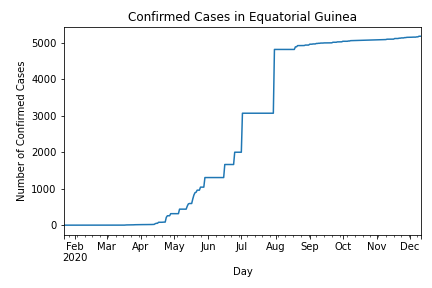 Confirmed Cases in Equatorial Guinea
Number of Confirmed Cases
5000
4000
3000
2000
1000
0
Feb Mar Apr May Jun Jul Aug Sep Oct Nov Dec
2020
Day